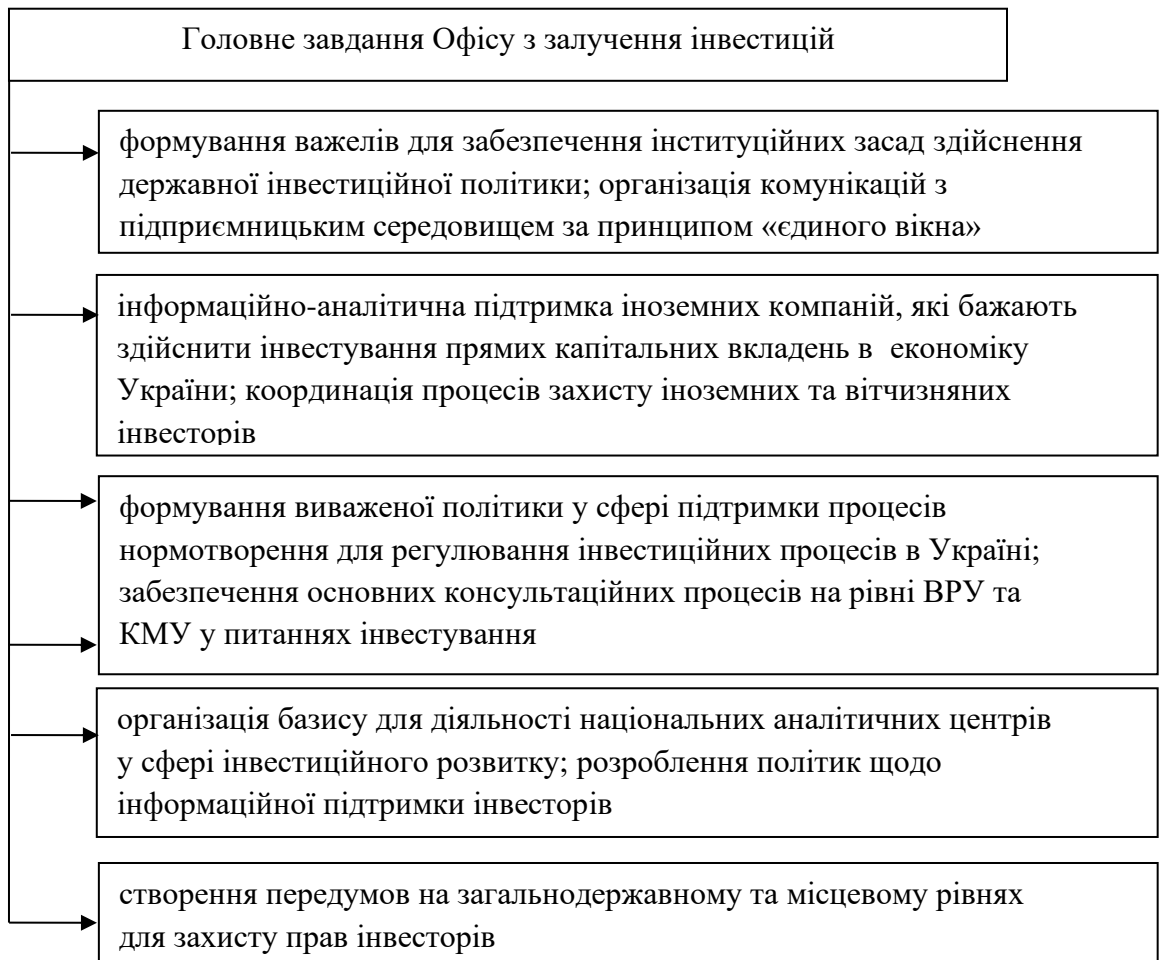 Головне завдання Офісу з залучення інвестицій
формування важелів для забезпечення інституційних засад здійснення
державної інвестиційної політики; організація комунікацій з
підприємницьким середовищем за принципом «єдиного вікна»
інформаційно-аналітична підтримка іноземних компаній, які бажають
здійснити інвестування прямих капітальних вкладень в економіку
України; координація процесів захисту іноземних та вітчизняних
інвесторів
формування виваженої політики у сфері підтримки процесів
нормотворення для регулювання інвестиційних процесів в Україні;
забезпечення основних консультаційних процесів на рівні ВРУ та
КМУ у питаннях інвестування
організація базису для діяльності національних аналітичних центрів
у сфері інвестиційного розвитку; розроблення політик щодо
інформаційної підтримки інвесторів
створення передумов на загальнодержавному та місцевому рівнях
для захисту прав інвесторів